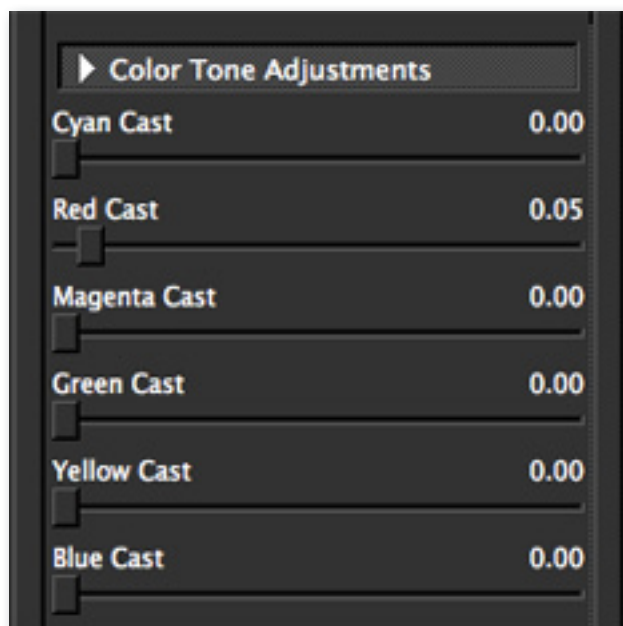 Color Tone Adjustments
Cyan Cast 0.00
Red Cast 0.05
Magenta Cast 0.00
Green Cast 0.00
Yellow Cast 0.00
Blue Cast 0.00